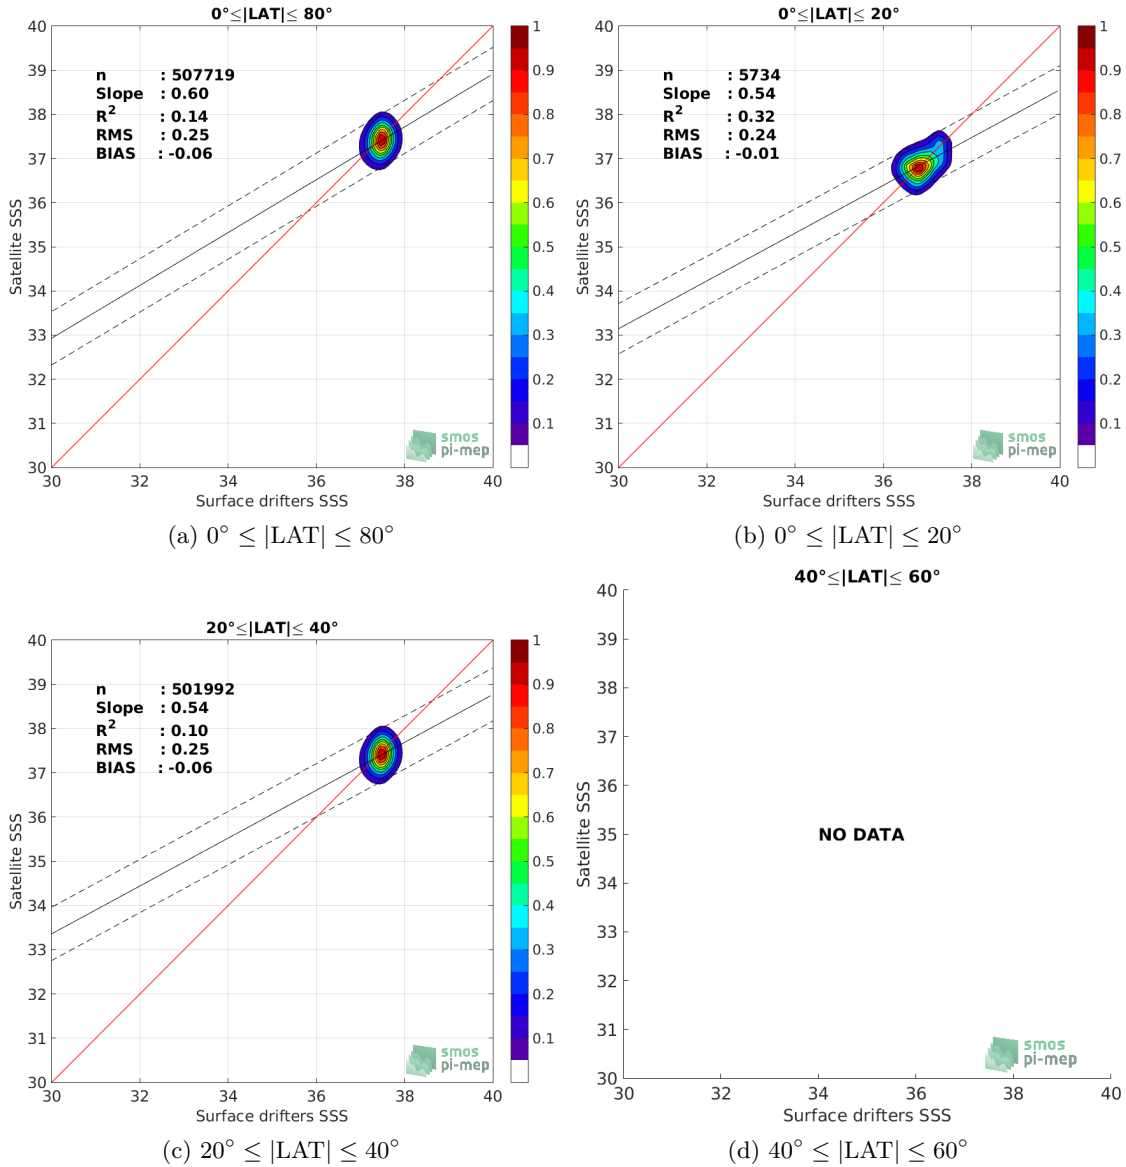 0°≤|LAT|≤ 80°
n : 507719
Slope : 0.60
R2 : 0.14
RMS : 0.25
BIAS : -0.06
40
39
38
37
36
35
34
33
32
31
30
30 32 34 36 38 40
Satellite SSS
Surface drifters SSS
1
0.9
0.8
0.7
0.6
0.5
0.4
0.3
0.2
0.1
smos
pi-mep
(a) 0° ≤ |LAT| ≤ 80°
0°≤|LAT|≤ 20°
n : 5734
Slope : 0.54
R2 : 0.32
RMS : 0.24
BIAS : -0.01
40
39
38
37
36
35
34
33
32
31
30
30 32 34 36 38 40
Satellite SSS
Surface drifters SSS
1
0.9
0.8
0.7
0.6
0.5
0.4
0.3
0.2
0.1
smos
pi-mep
(b) 0° ≤ |LAT| ≤ 20°
20°≤|LAT|≤ 40°
n : 501992
Slope : 0.54
R2 : 0.10
RMS : 0.25
BIAS : -0.06
40
39
38
37
36
35
34
33
32
31
30
30 32 34 36 38 40
Satellite SSS
Surface drifters SSS
1
0.9
0.8
0.7
0.6
0.5
0.4
0.3
0.2
0.1
smos
pi-mep
(c) 20° ≤ |LAT| ≤ 40°
40°≤|LAT|≤ 60°
40
39
38
37
36
35
34
33
32
31
30
30 32 34 36 38 40
Satellite SSS
NO DATA
Surface drifters SSS
smos
pi-mep
(d) 40° ≤ |LAT| ≤ 60°